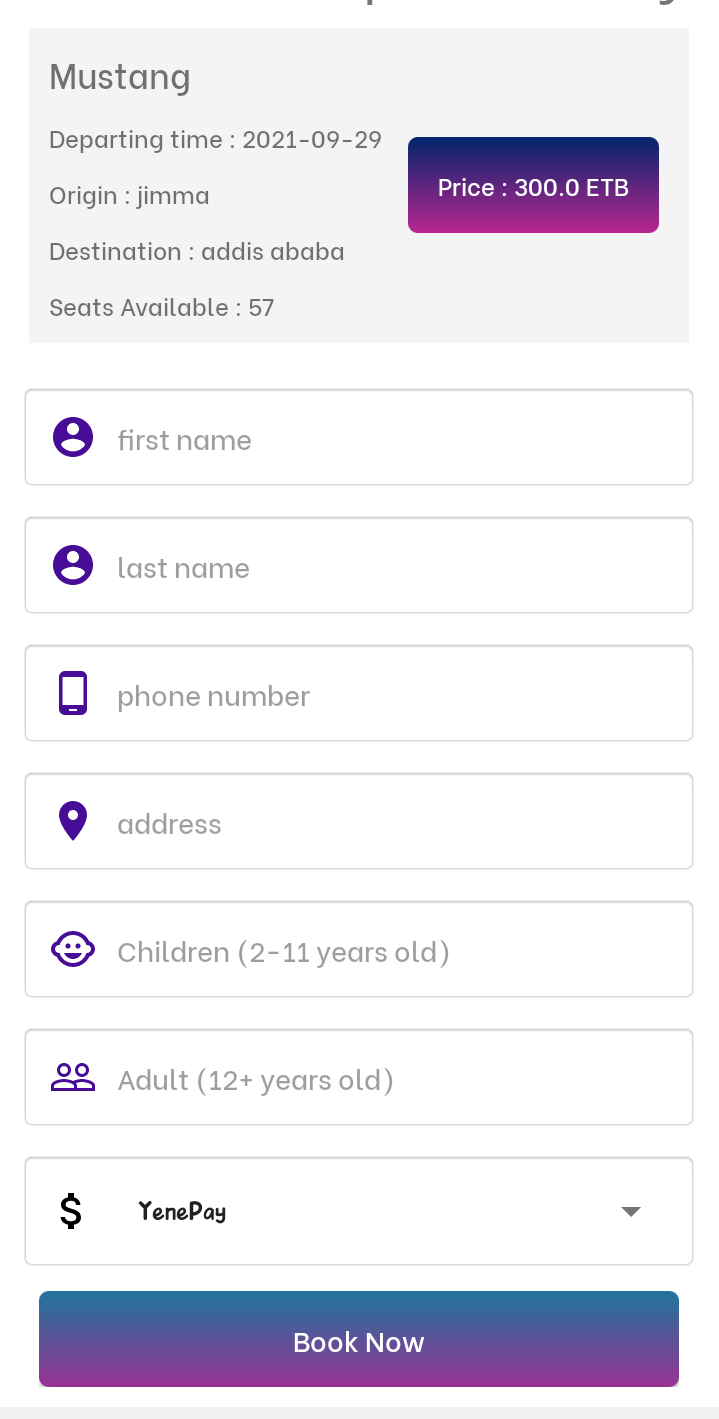 Mustang
Departing time : 2021-09-29
Price : 300.0 ETB
Origin : jimma
Destination : addis ababa
Seats Available : 57
first name
last name
phone number
address
Children (2-11 years old)
Adult (12+ years old)
$ YenePay
Book Now